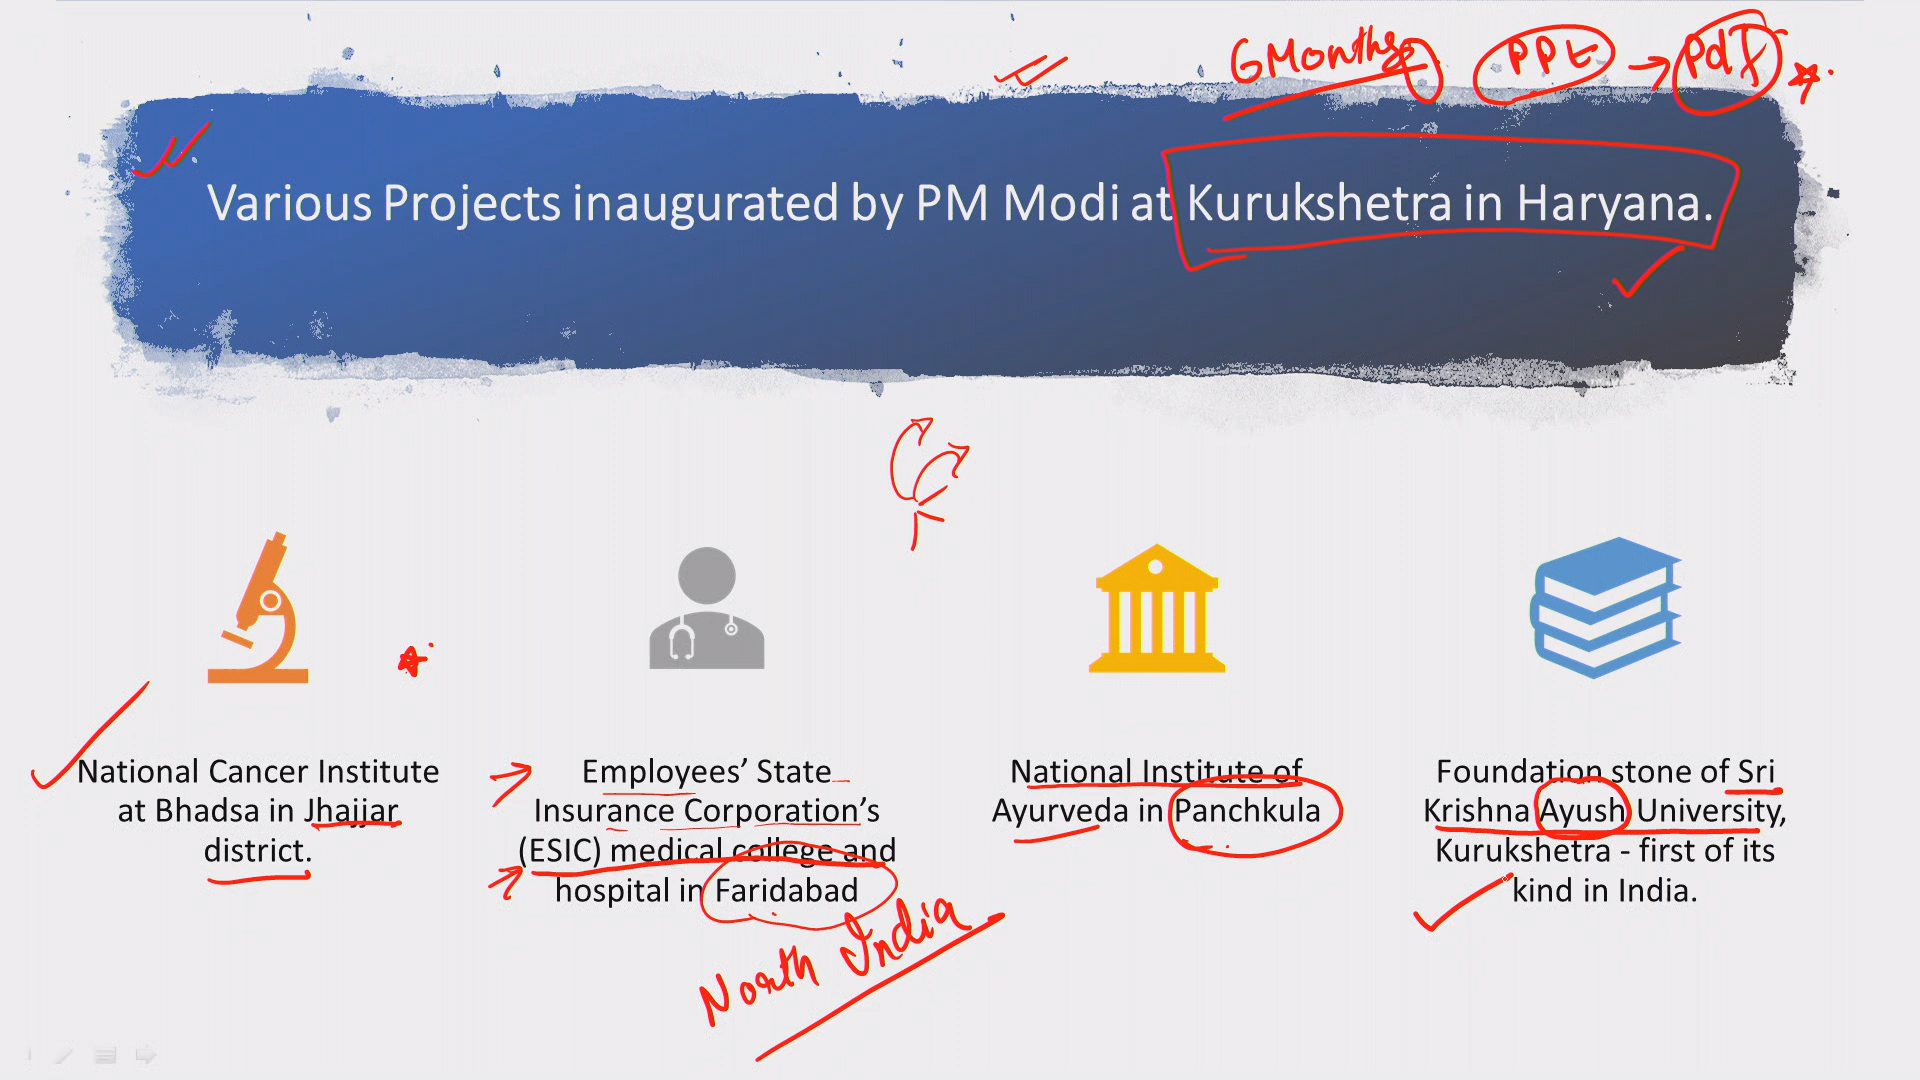 6 Months PPt → Pdf
Various Projects inaugurated by PM Modi at Kurukshetra in Haryana.
National Cancer Institute
at Bhadsa in Jhajjar
district.
Employees’ State
Insurance Corporation’s
(ESIC) medical college and
hospital in Faridabad
North India
National Institute of
Ayurveda in Panchkula
Foundation stone of Sri
Krishna Ayush University,
Kurukshetra - first of its
kind in India.